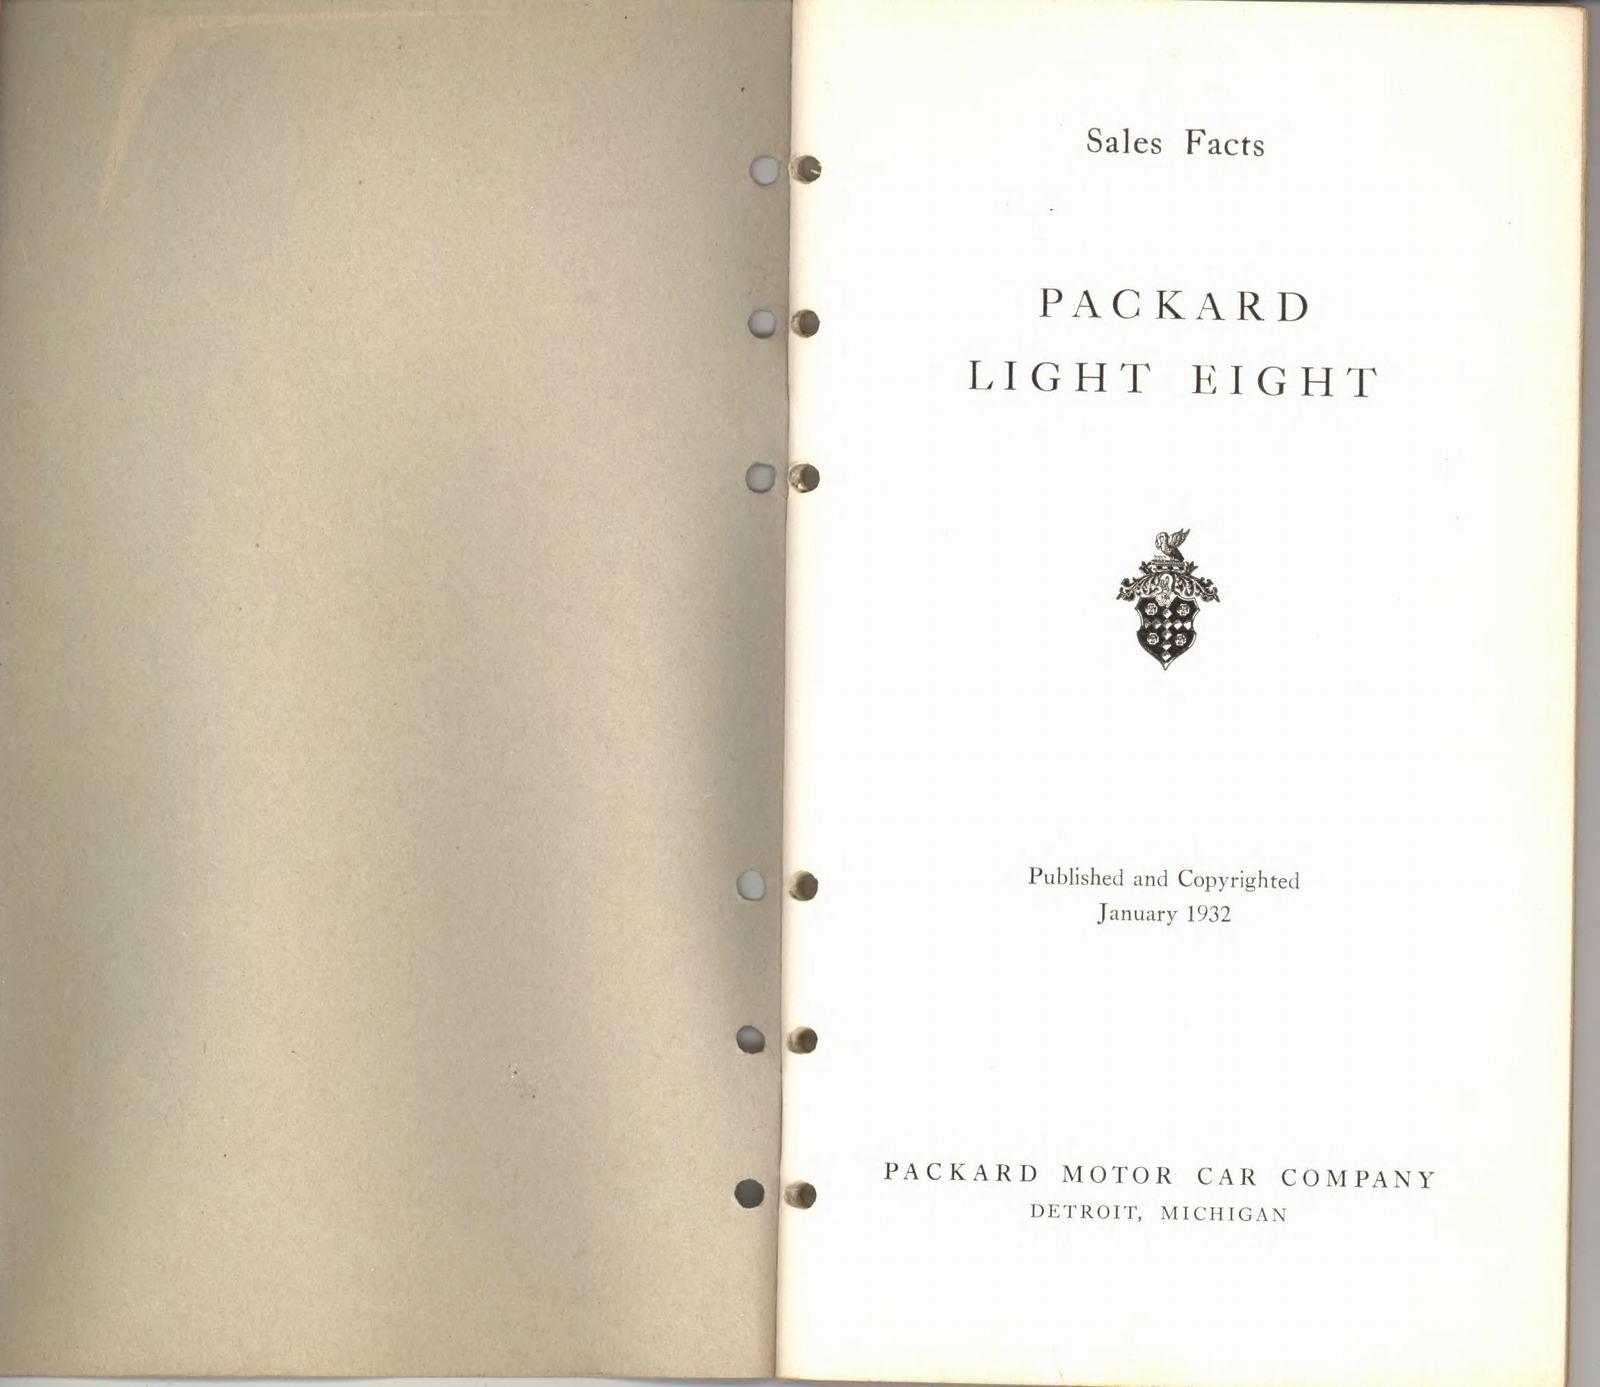 Sales Facts
PACKARD
LIGHT EIGHT
Published and Copyrighted
January 1932
PACKARD MOTOR CAR COMPANY
DETROIT, MICHIGAN